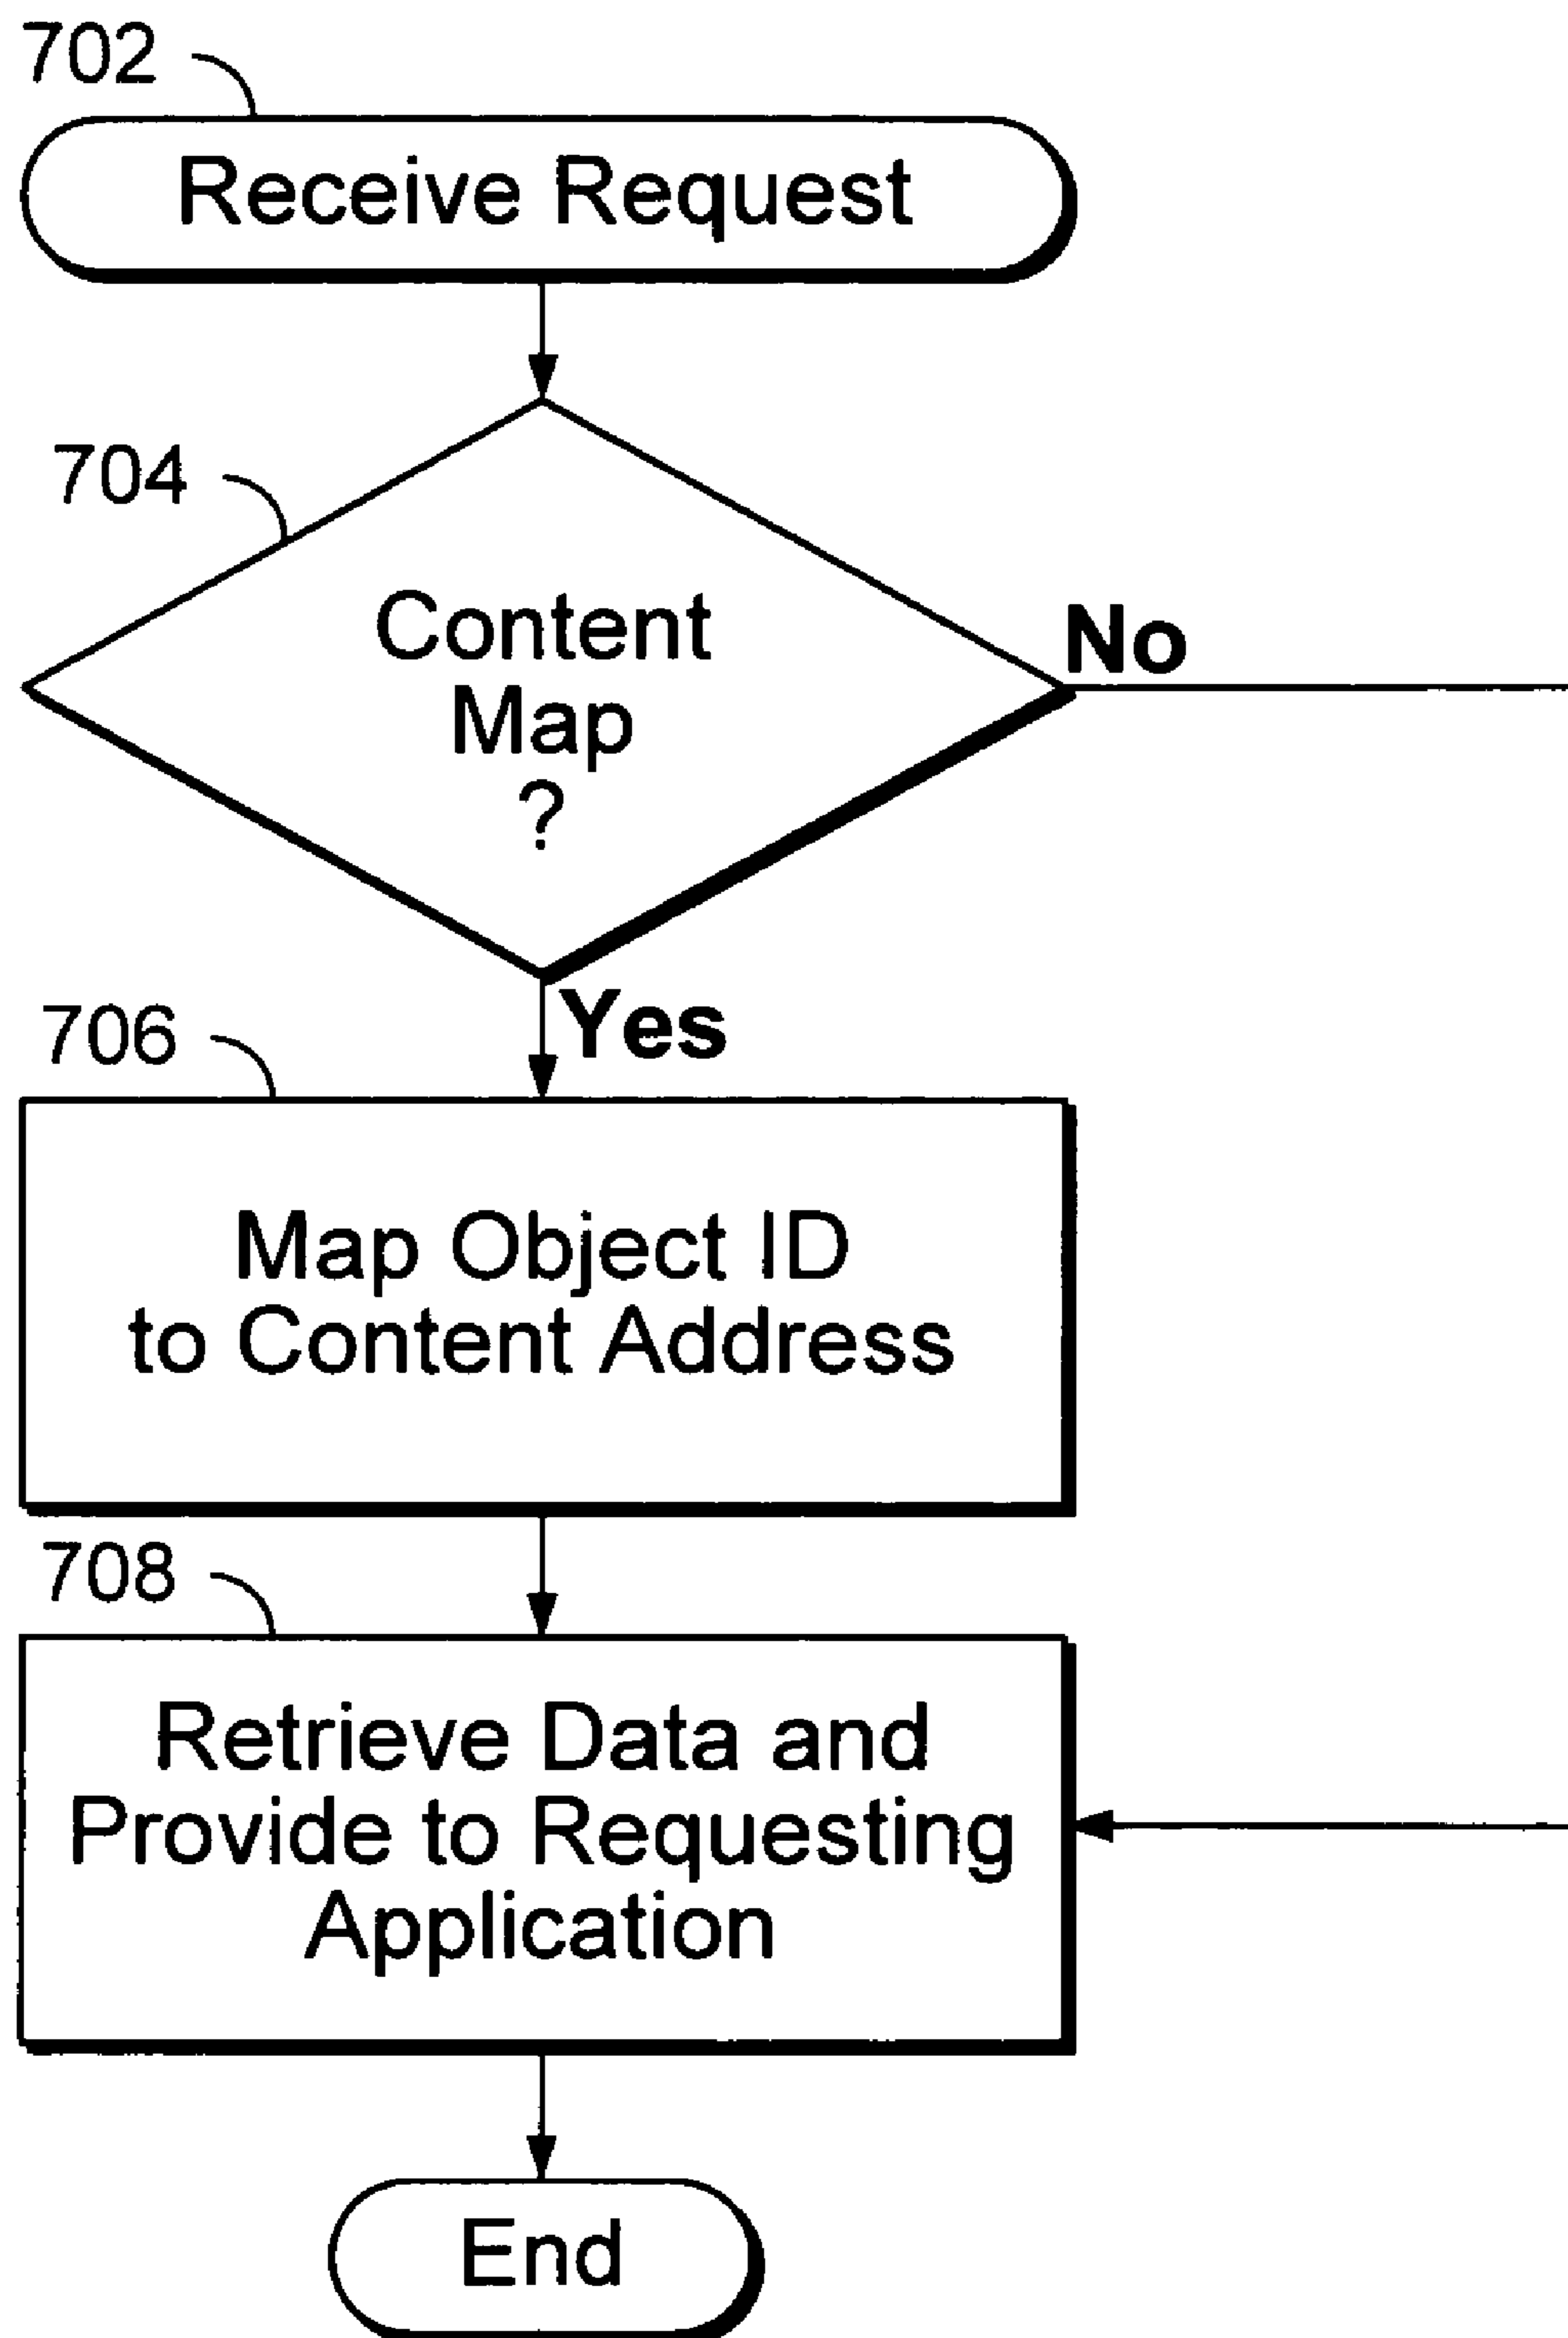 702
Receive Request
704
Content
Map
?
No
Yes
706
Map Object ID
to Content Address
708
Retrieve Data and
Provide to Requesting
Application
End